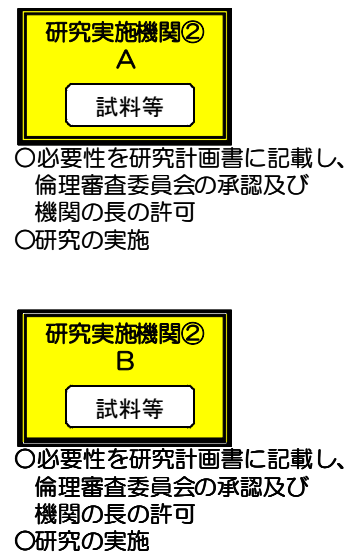 研究実施機関②
A
試料等
○必要性を研究計画書に記載し、
倫理審査委員会の承認及び
機関の長の許可
○研究の実施
研究実施機関②
B
試料等
○必要性を研究計画書に記載し、
倫理審査委員会の承認及び
機関の長の許可
○研究の実施